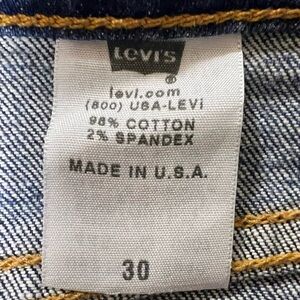 LEVI'S
®
levi.com
(800) USA-LEVI
98% COTTON
2% SPANDEX
MADE IN U.S.A.
30